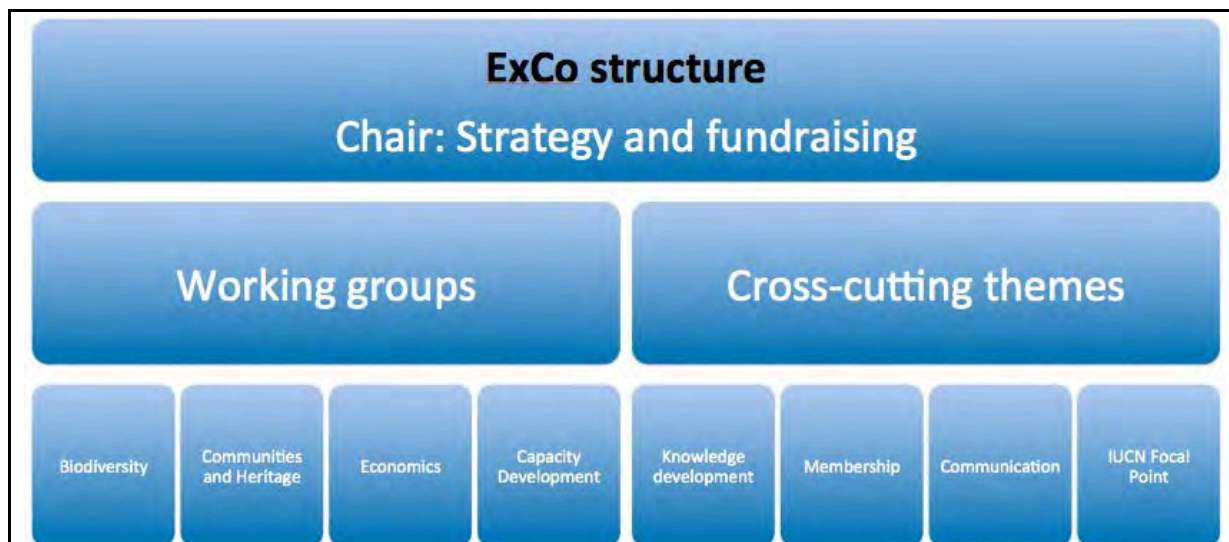 ExCo structure
Chair: Strategy and fundraising
Working groups
Cross-cutting themes
Biodiversity
Communities
and Heritage
Economics
Capacity
Development
Knowledge
development
Membership
Communication
IUCN Focal
Point